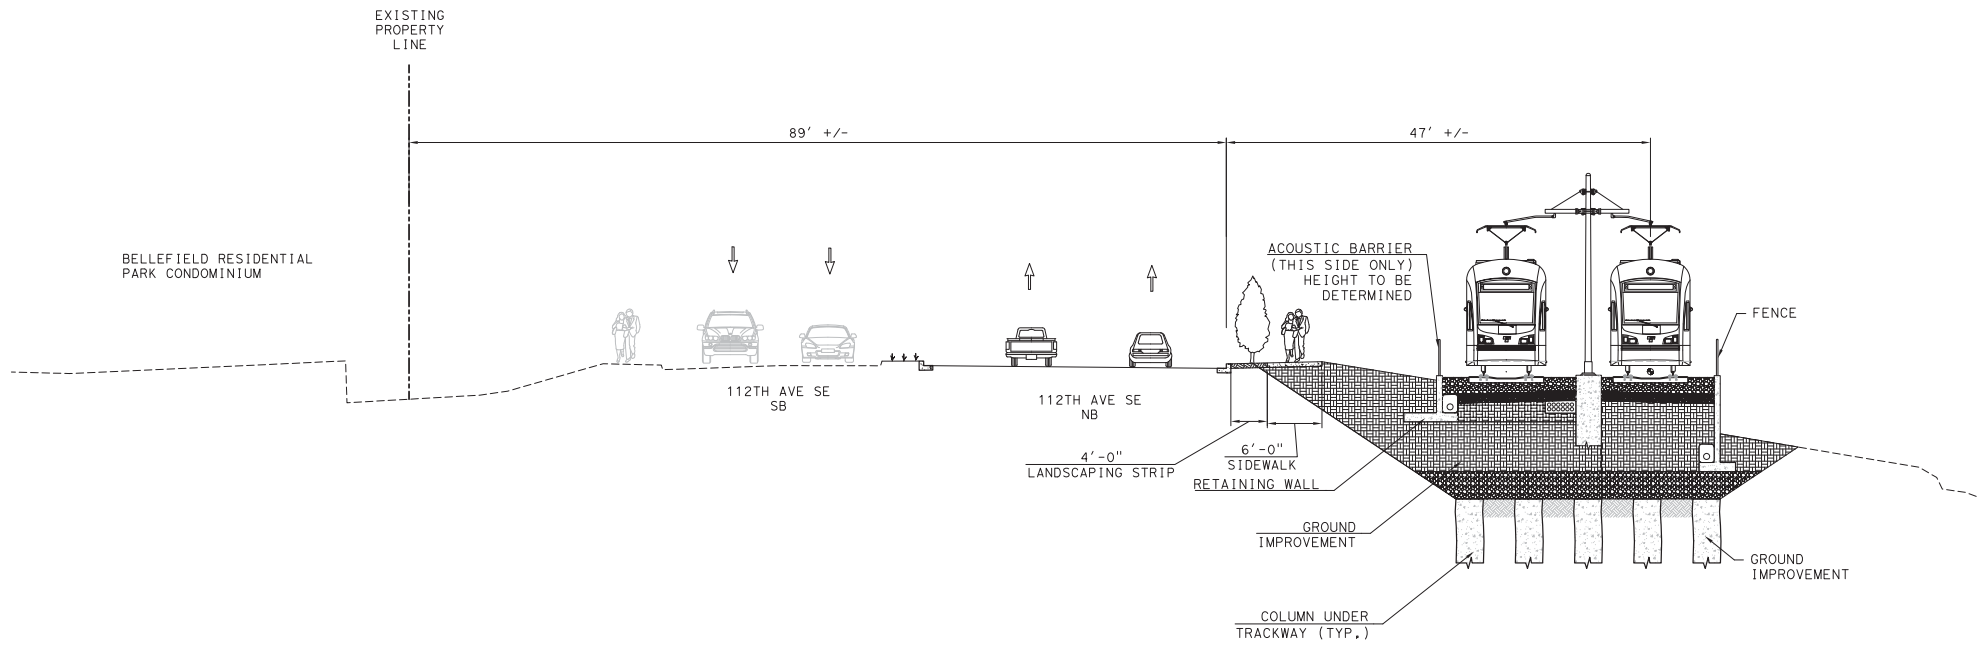 EXISTING
PROPERTY
LINE
89' +/-
47' +/-
BELLEFIELD RESIDENTIAL
PARK CONDOMINIUM
ACOUSTIC BARRIER
(THIS SIDE ONLY)
HEIGHT TO BE
DETERMINED
FENCE
112TH AVE SE
SB
112TH AVE SE
NB
4'-0"
LANDSCAPING STRIP
6'-0"
SIDEWALK
RETAINING WALL
GROUND
IMPROVEMENT
GROUND
IMPROVEMENT
COLUMN UNDER
TRACKWAY (TYP.)